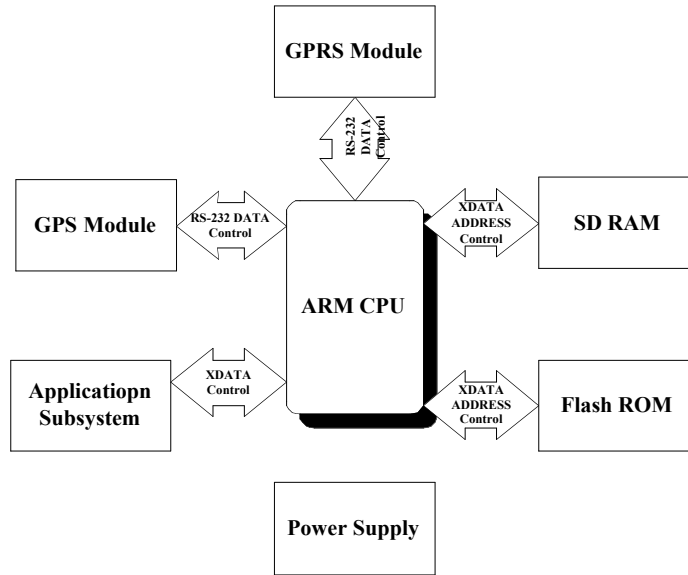 GPRS Module
RS-232
DATA
Control
GPS Module
RS-232 DATA
Control
XDATA
ADDRESS
Control
SD RAM
ARM CPU
Applicatiopn
Subsystem
XDATA
Control
XDATA
ADDRESS
Control
Flash ROM
Power Supply